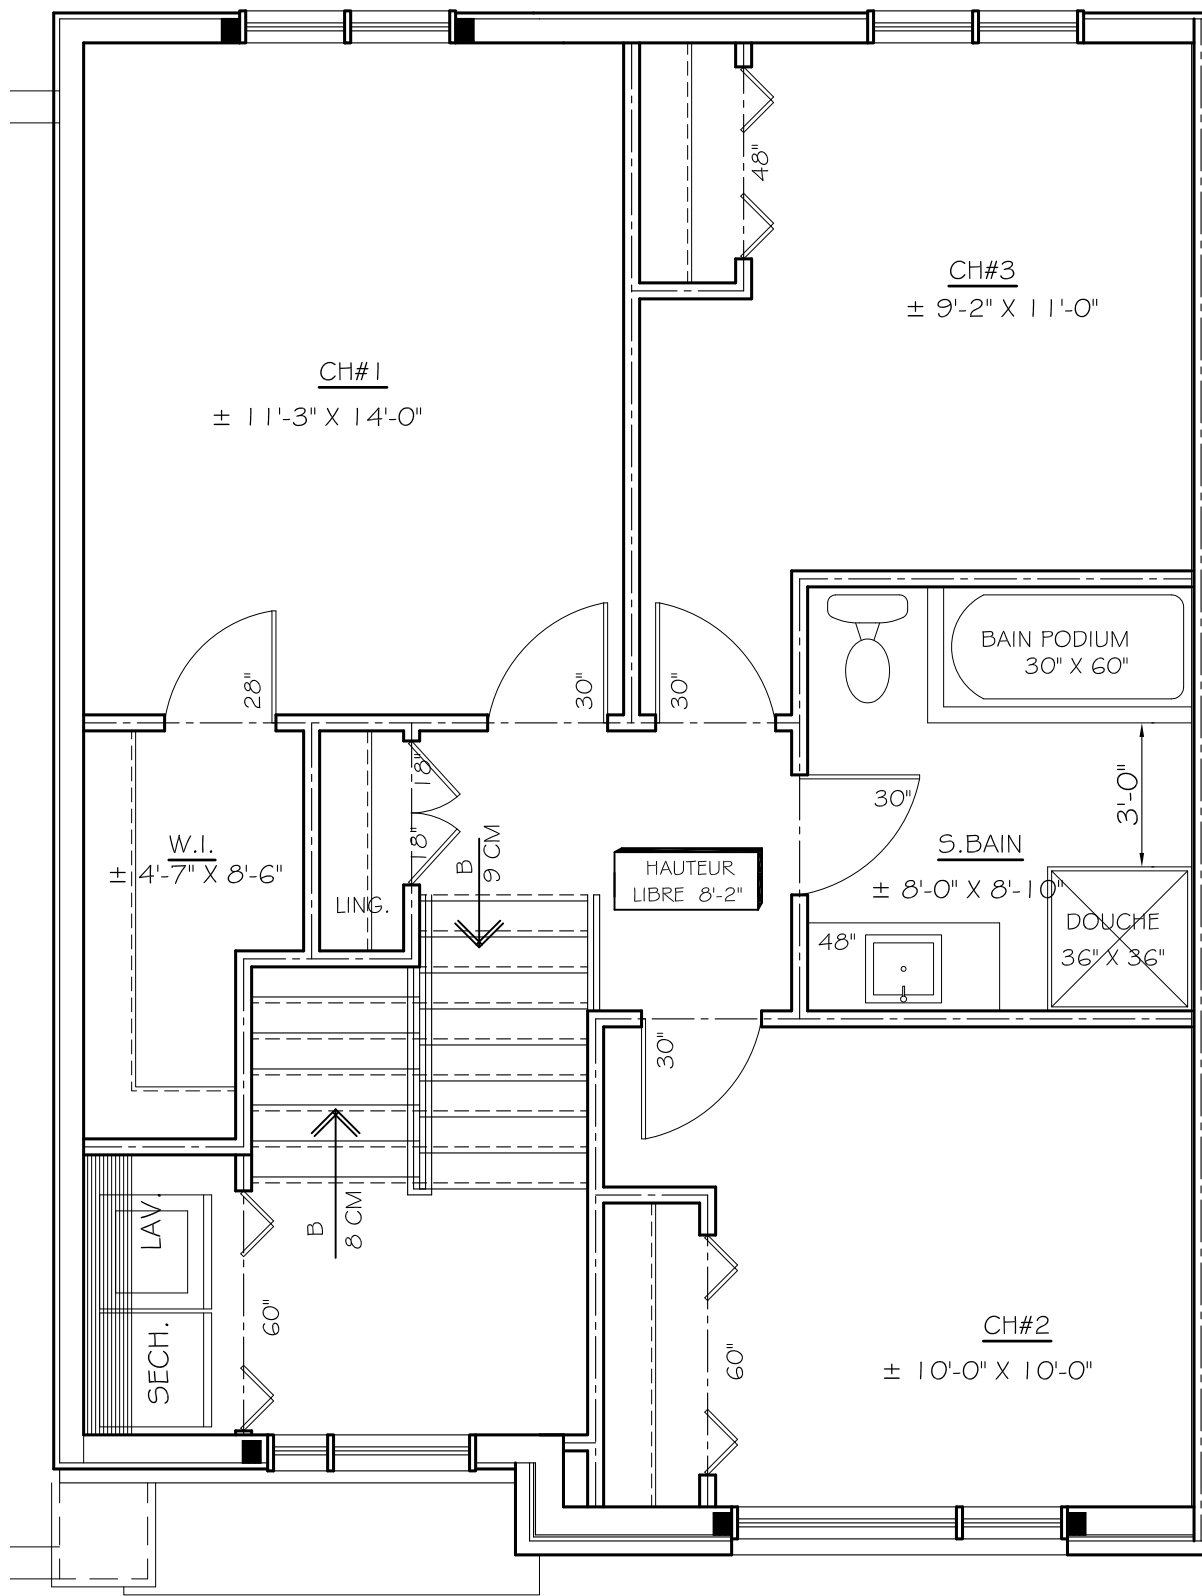 48"
CH#3
± 9'-2" X 11'-0"
CH#1
± 11'-3" X 14'-0"
28"
30"
30"
BAIN PODIUM
30" X 60"
18"
18"
30"
3'-0"
W.I.
± 4'-7" X 8'-6"
LING.
B
9 CM
HAUTEUR
LIBRE 8'-2"
S.BAIN
± 8'-0" X 8'-10"
48"
DOUCHE
36" X 36"
30"
B
8 CM
LAV.
SECH.
60"
60"
CH#2
± 10'-0" X 10'-0"